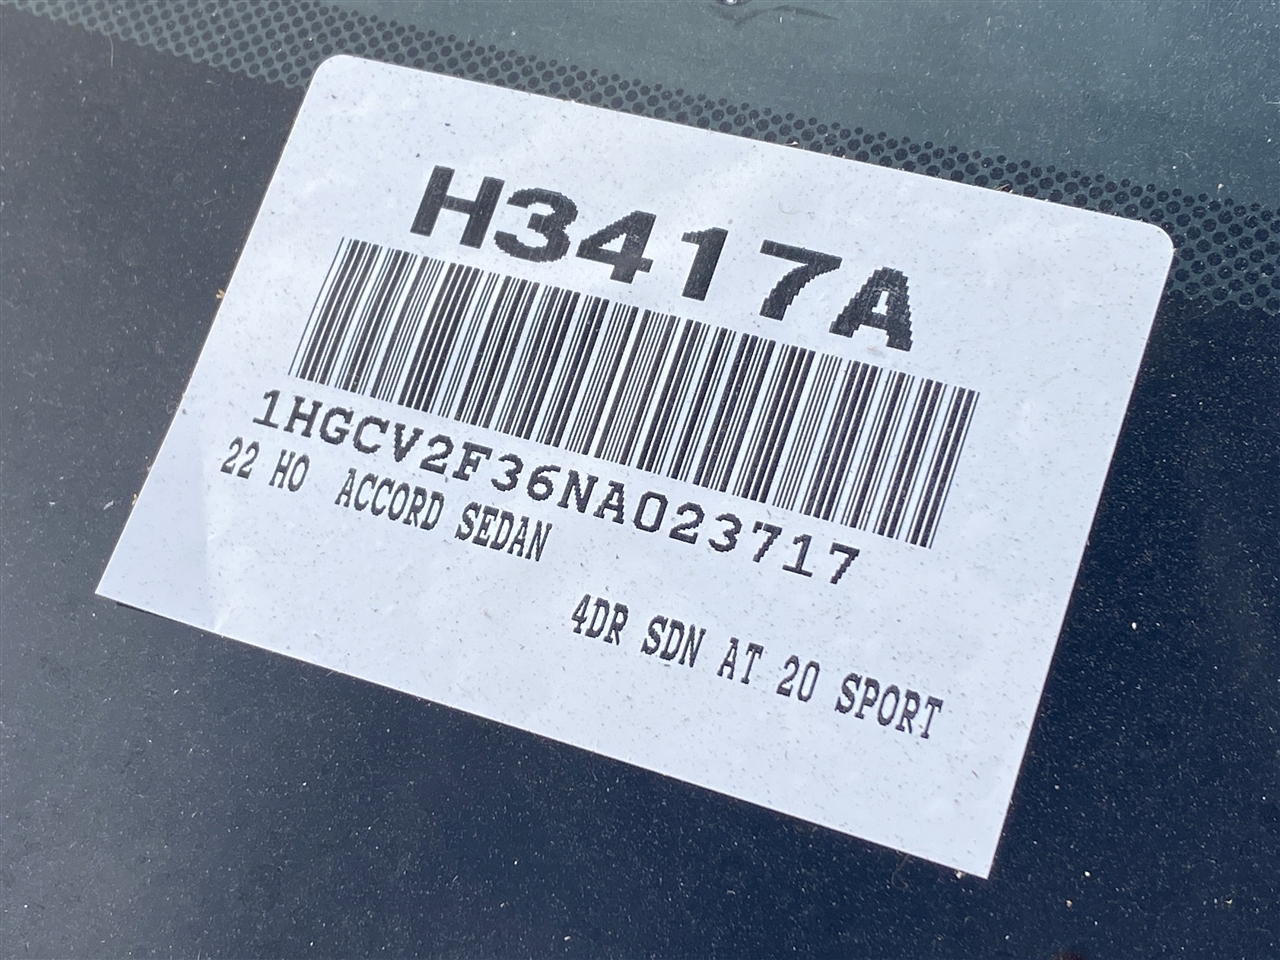 H3417A
1HGCV2F36NA023717
22 HO ACCORD SEDAN
4DR SDN AT 20 SPORT